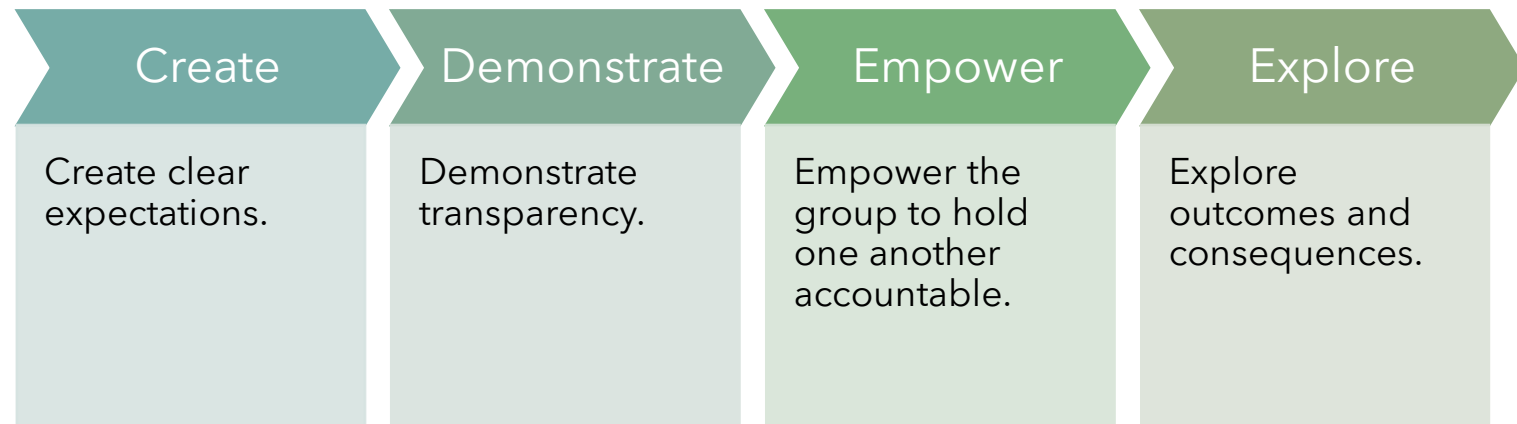 Create
Demonstrate
Empower
Explore
Create clear
expectations.
Demonstrate
transparency.
Empower the
group to hold
one another
accountable.
Explore
outcomes and
consequences.